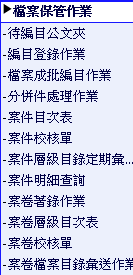 ▶檔案保管作業
-待編目公文夾
-編目登錄作業
-檔案成批編目作業
-分併件處理作業
-案件目次表
-案件校核單
-案件層級目錄定期彙...
-案件明細查詢
-案卷著錄作業
-案卷層級目次表
-案卷校核單
-案卷檔案目錄彙送作業